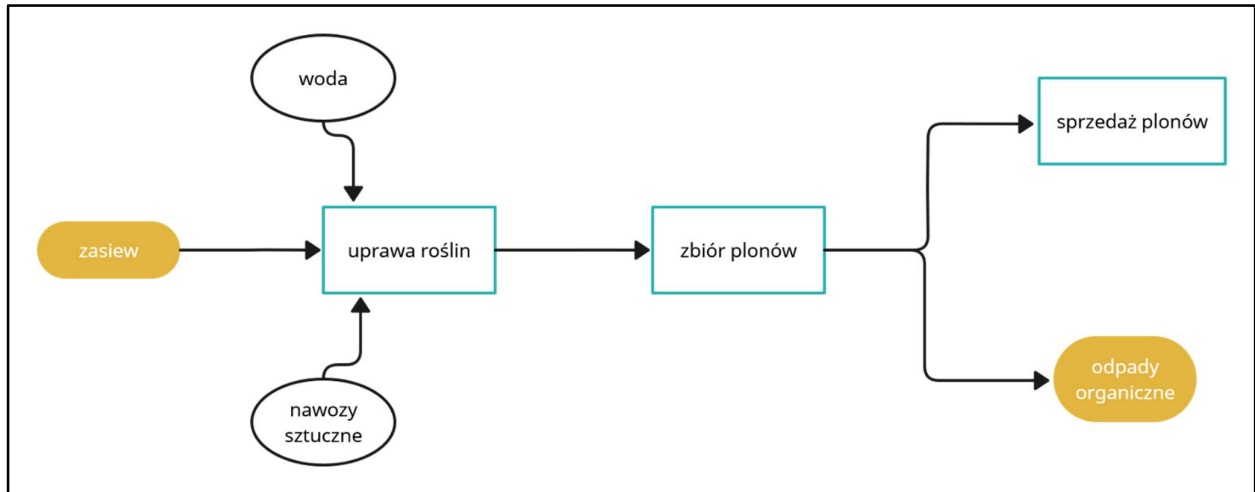 woda
sprzedaż plonów
zasiew
uprawa roślin
zbiór plonów
nawozy
sztuczne
odpady
organiczne